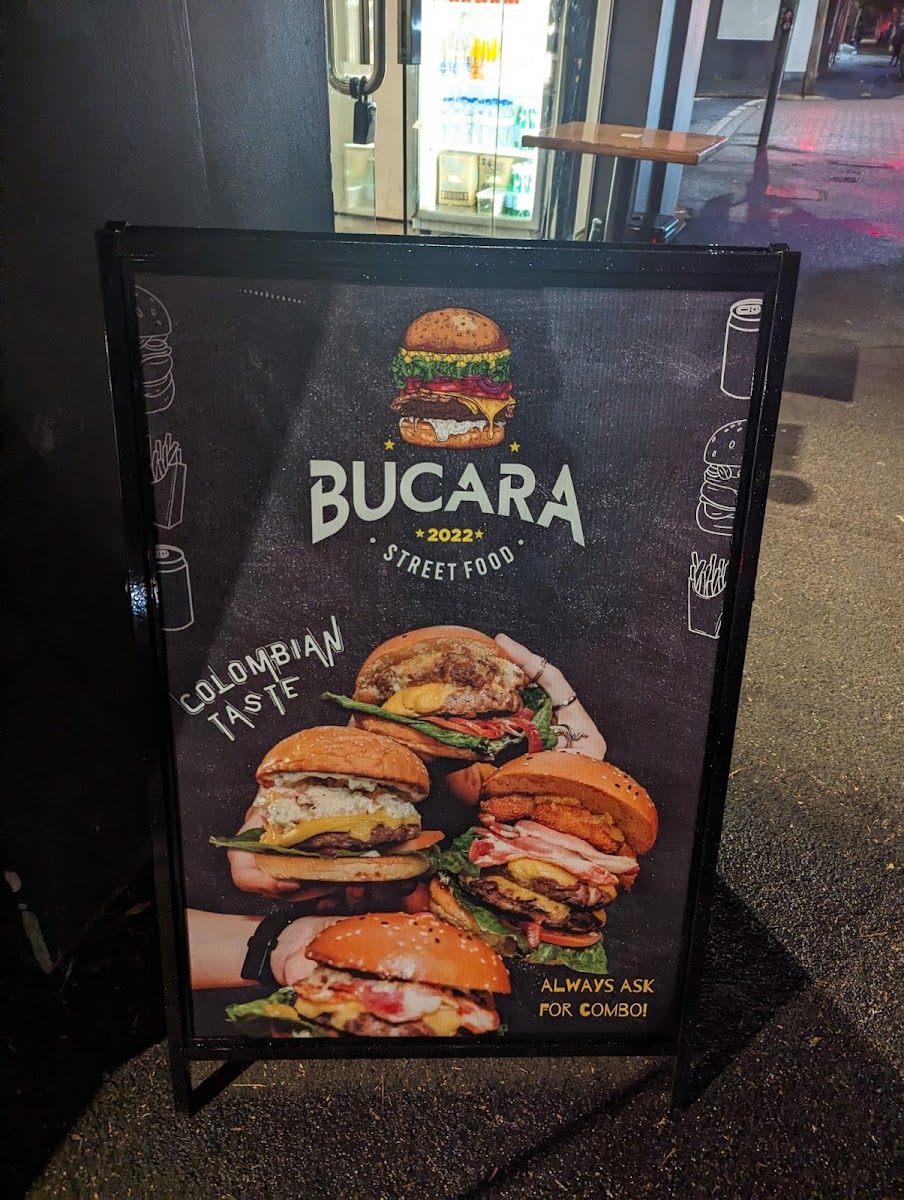 BUCARA
2022
STREET FOOD
COLOMBIAN
TASTE
ALWAYS ASK
FOR COMBO!